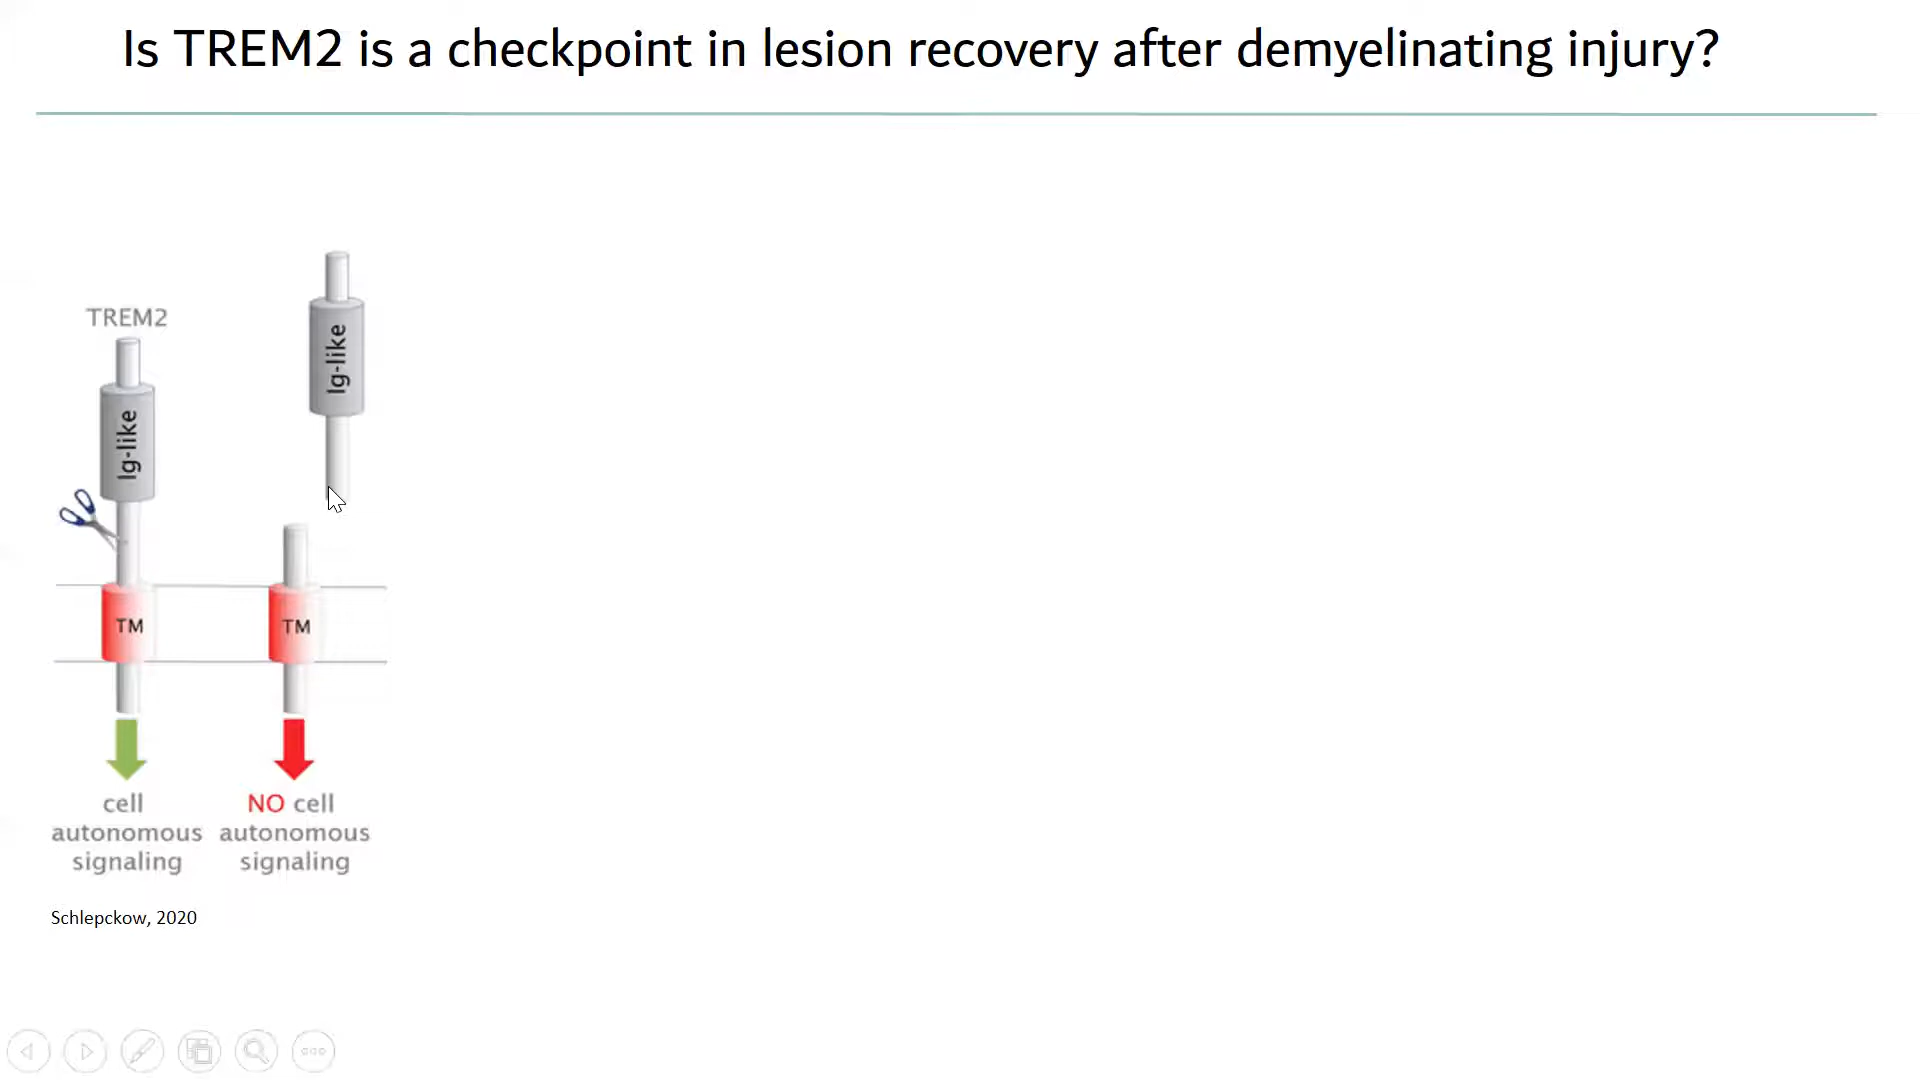 Is TREM2 is a checkpoint in lesion recovery after demyelinating injury?
TREM2
Ig-like
Ig-like
TM
TM
cell
autonomous
signaling
NO cell
autonomous
signaling
Schlepckow, 2020